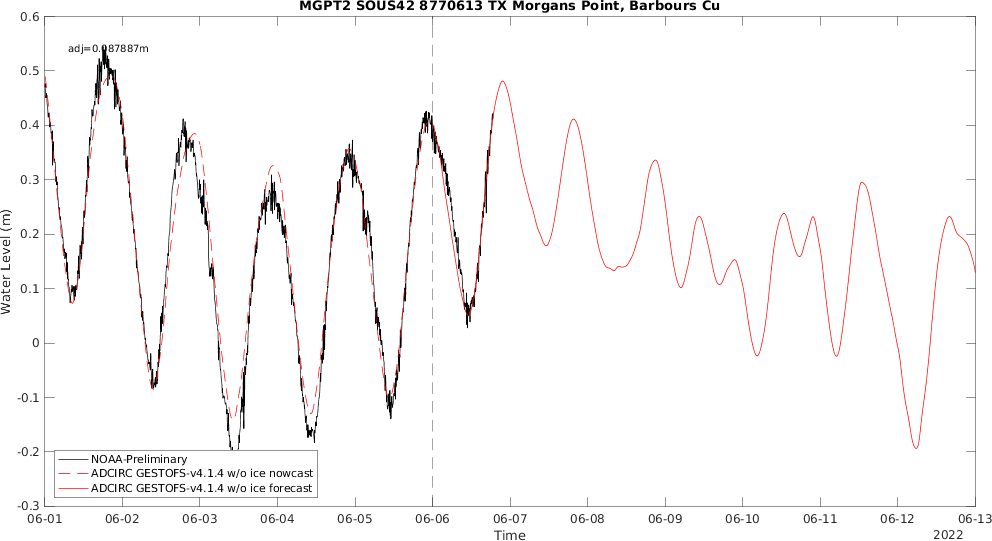 MGPT2 SOUS42 8770613 TX Morgans Point, Barbours Cu
adj=0.087887m
0.6
0.5
0.4
0.3
0.2
0.1
0
-0.1
-0.2
-0.3
Water Level (m)
NOAA-Preliminary
ADCIRC GESTOFS-v4.1.4 w/o ice nowcast
ADCIRC GESTOFS-v4.1.4 w/o ice forecast
06-01 06-02 06-03 06-04 06-05 06-06 06-07 06-08 06-09 06-10 06-11 06-12 06-13
Time
2022